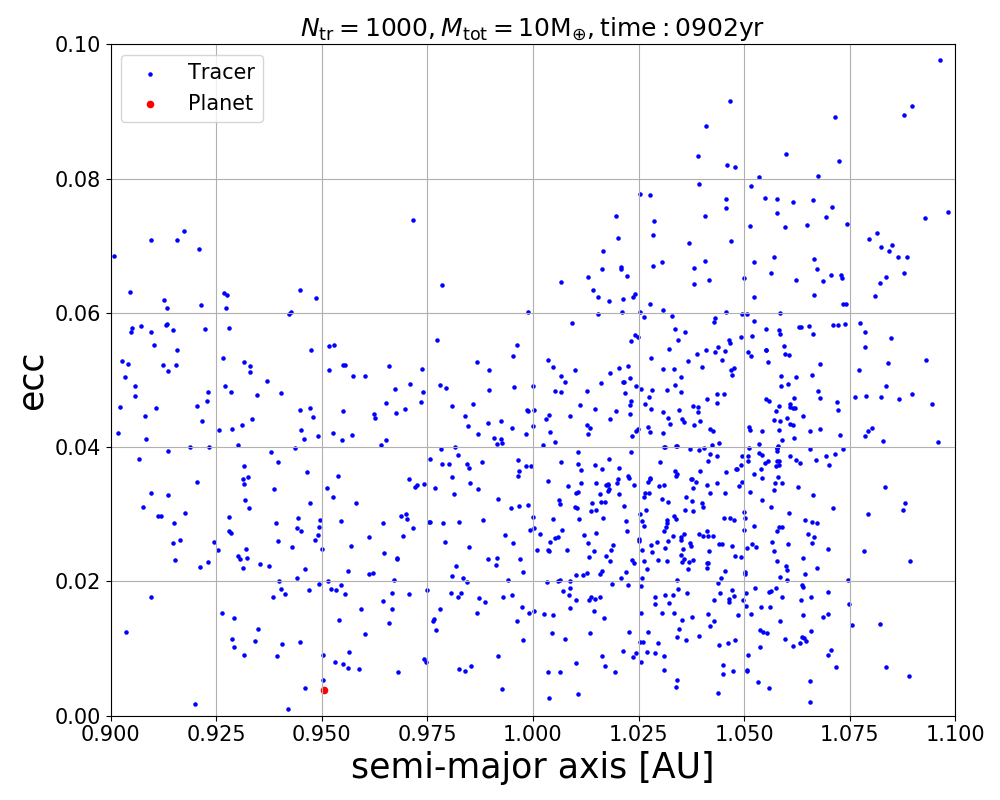 N_tr = 1000, M_tot = 10M_⊕, time : 0902yr
Tracer
Planet
0.10
0.08
0.06
0.04
0.02
0.00
ecc
0.900 0.925 0.950 0.975 1.000 1.025 1.050 1.075 1.100
semi-major axis [AU]